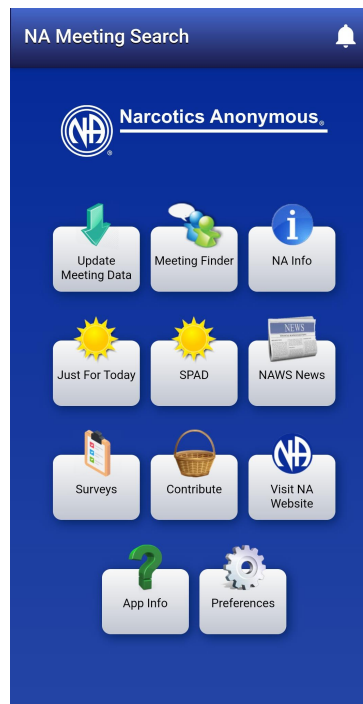 NA Meeting Search
NA
Narcotics Anonymous®
®
Update
Meeting Data
Meeting Finder
i
NA Info
Just For Today
SPAD
NEWS
NAWS News
Surveys
Contribute
NA
Visit NA
Website
?
App Info
Preferences